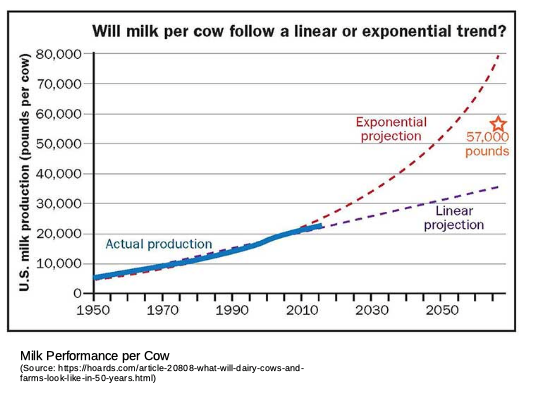 Will milk per cow follow a linear or exponential trend?
U.S. milk production (pounds per cow)
80,000
70,000
60,000
50,000
40,000
30,000
20,000
10,000
0
Exponential
projection
57,000
pounds
Linear
projection
Actual production
1950
1970
1990
2010
2030
2050
Milk Performance per Cow
(Source: https://hoards.com/article-20808-what-will-dairy-cows-and-
farms-look-like-in-50-years.html)